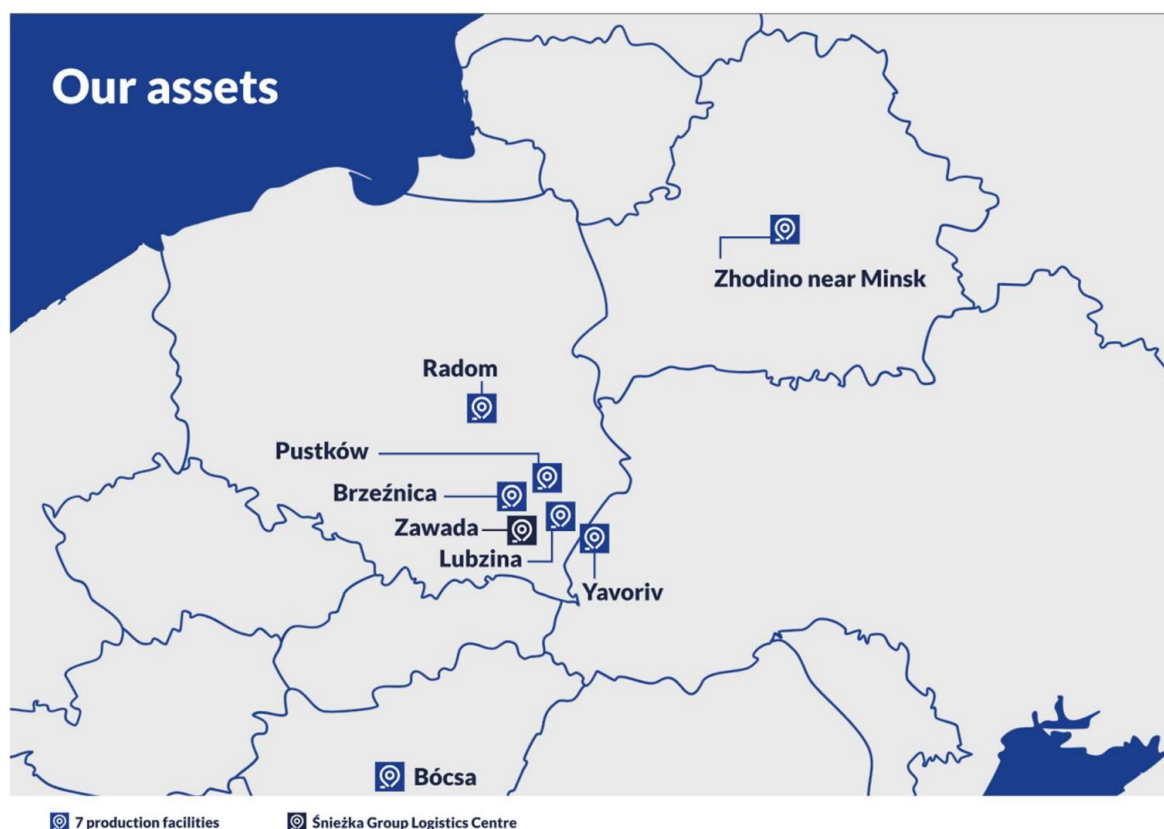 Our assets
Zhodino near Minsk
Radom
Pustków
Brzeźnica
Zawada
Lubzina
Yavoriv
Bócsa
7 production facilities
Śnieżka Group Logistics Centre